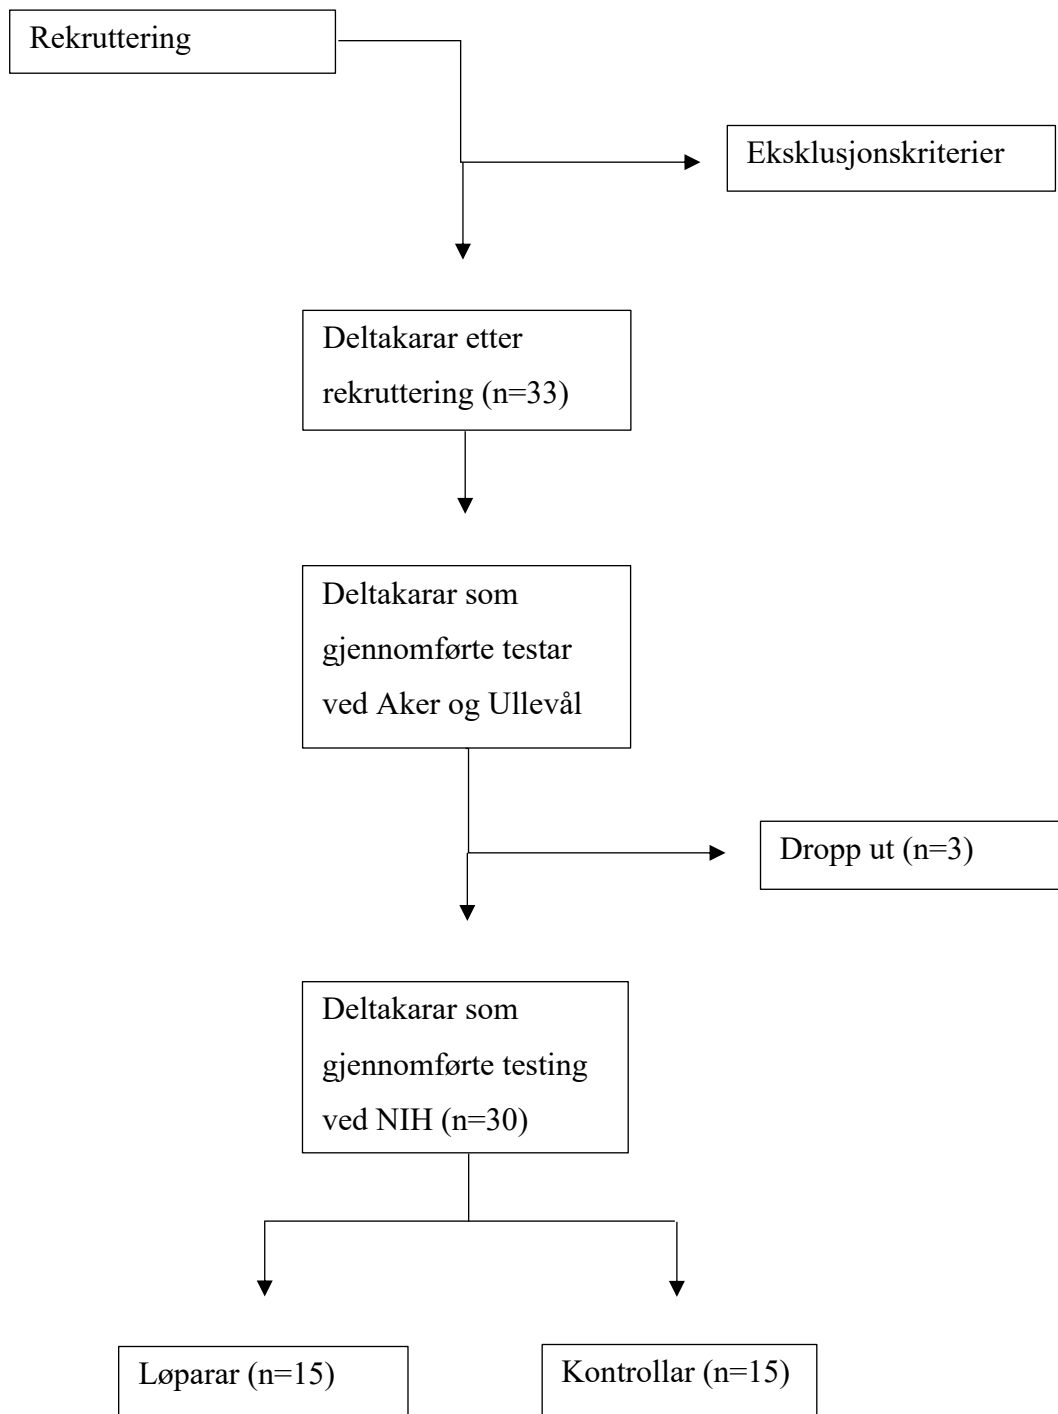 Rekruttering
Eksklusjonskriterier
Deltakarar etter
rekruttering (n=33)
Deltakarar som
gjennomførte testar
ved Aker og Ullevål
Dropp ut (n=3)
Deltakarar som
gjennomførte testing
ved NIH (n=30)
Løparar (n=15)
Kontrollar (n=15)